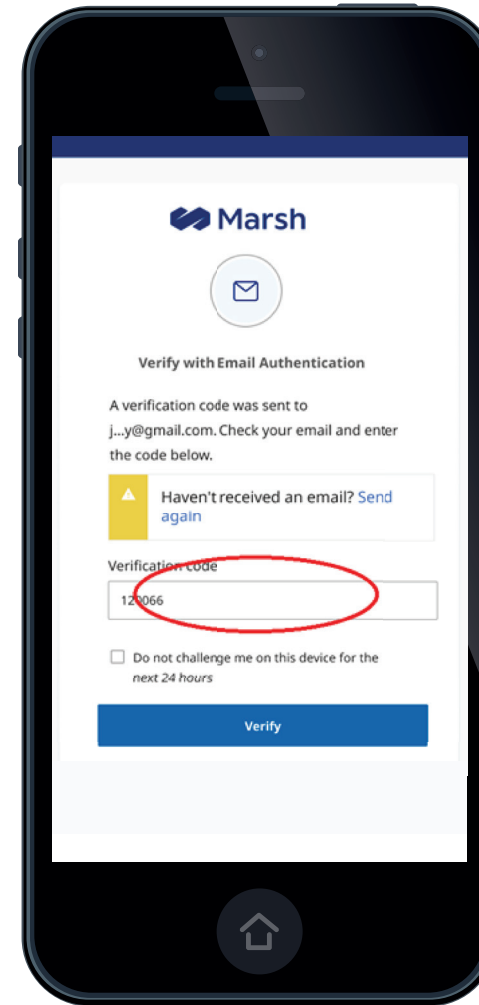 Marsh
Verify with Email Authentication
A verification code was sent to
j...y@gmail.com. Check your email and enter
the code below.
Haven't received an email? Send
again
Verification code
120066
Do not challenge me on this device for the
next 24 hours
Verify